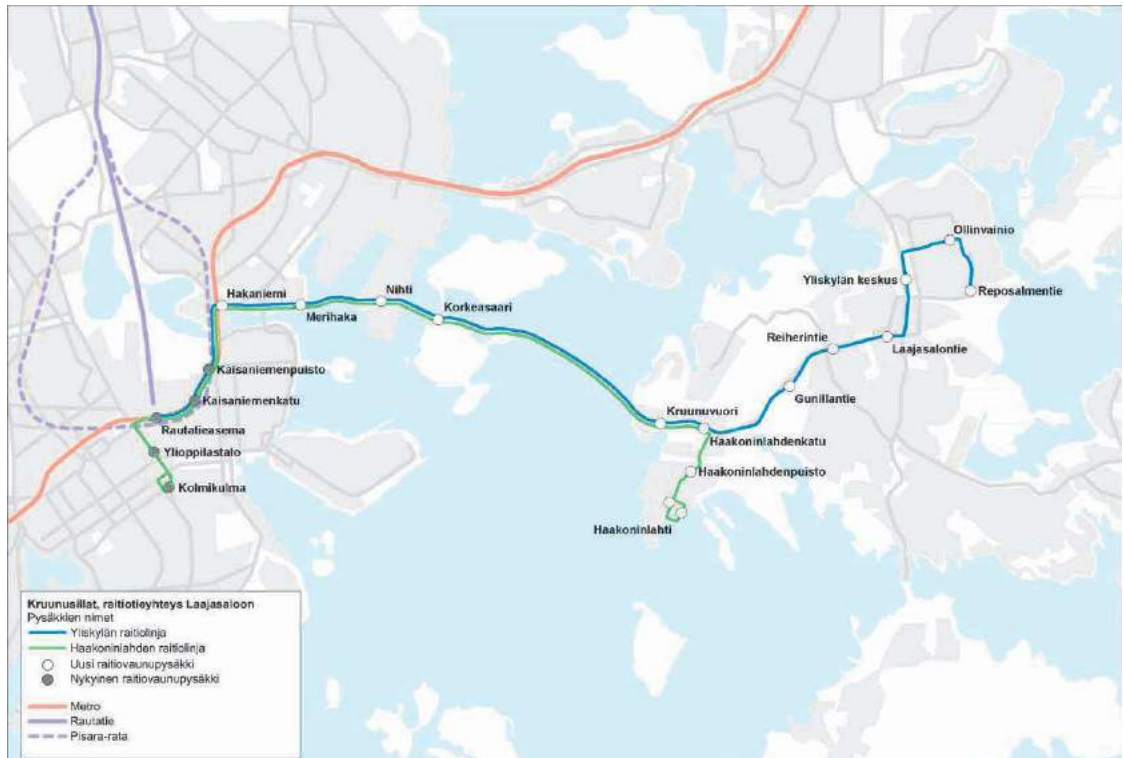 Ollinvainio
Yliskylän keskus
Reposalmentie
Nihti
Hakaniemi
Merihaka
Korkeasaari
Reiherintie
Laajasalontie
Kaisaniemenpuisto
Gunillantie
Kaisaniemenkatu
Kruunuvuori
Rautatieasema
Haakoninlahdenkatu
Ylioppilastalo
Haakoninlahdenpuisto
Kolmikulma
Haakoninlahti
Kruunusillat, raitiotieyhteys Laajasaloon
Pysäkkien nimet
Yliskylän raitiolinja
Haakoninlahden raitiolinja
Uusi raitiovaunupysäkki
Nykyinen raitiovaunupysäkki
Metro
Rautatie
Pisara-rata